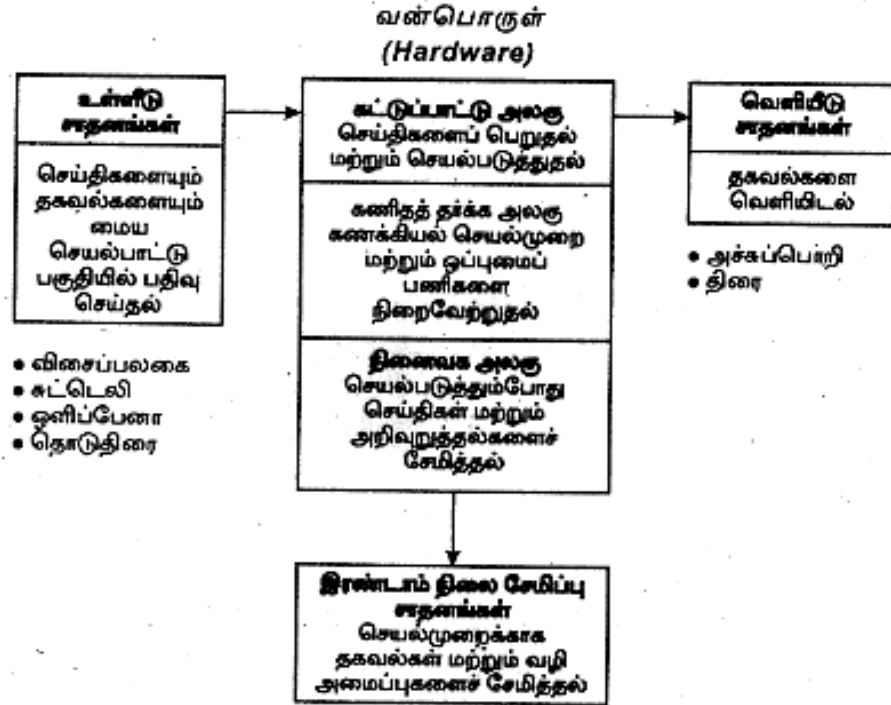 வன்பொருள்
(Hardware)
உள்ளீடு
சாதனங்கள்
செய்திகளையும்
தகவல்களையும்
மைய
செயல்பாட்டு
பகுதியில் பதிவு
செய்தல்
• விசைப்பலகை
• சுட்டெலி
• ஒளிப்பேனா
• தொடுதிரை
கட்டுப்பாட்டு அலகு
செய்திகளைப் பெறுதல்
மற்றும் செயல்படுத்துதல்
கணிதத் தர்க்க அலகு
கணக்கியல் செயல்முறை
மற்றும் ஒப்புமைப்
பணிகளை
நிறைவேற்றுதல்
நினைவக அலகு
செயல்படுத்தும்போது
செய்திகள் மற்றும்
அறிவுறுத்தல்களைச்
சேமித்தல்
வெளியீடு
சாதனங்கள்
தகவல்களை
வெளியிடல்
• அச்சுப்பொறி
• திரை
இரண்டாம் நிலை சேமிப்பு
சாதனங்கள்
செயல்முறைக்காக
தகவல்கள் மற்றும் வழி
அமைப்புகளைச் சேமித்தல்